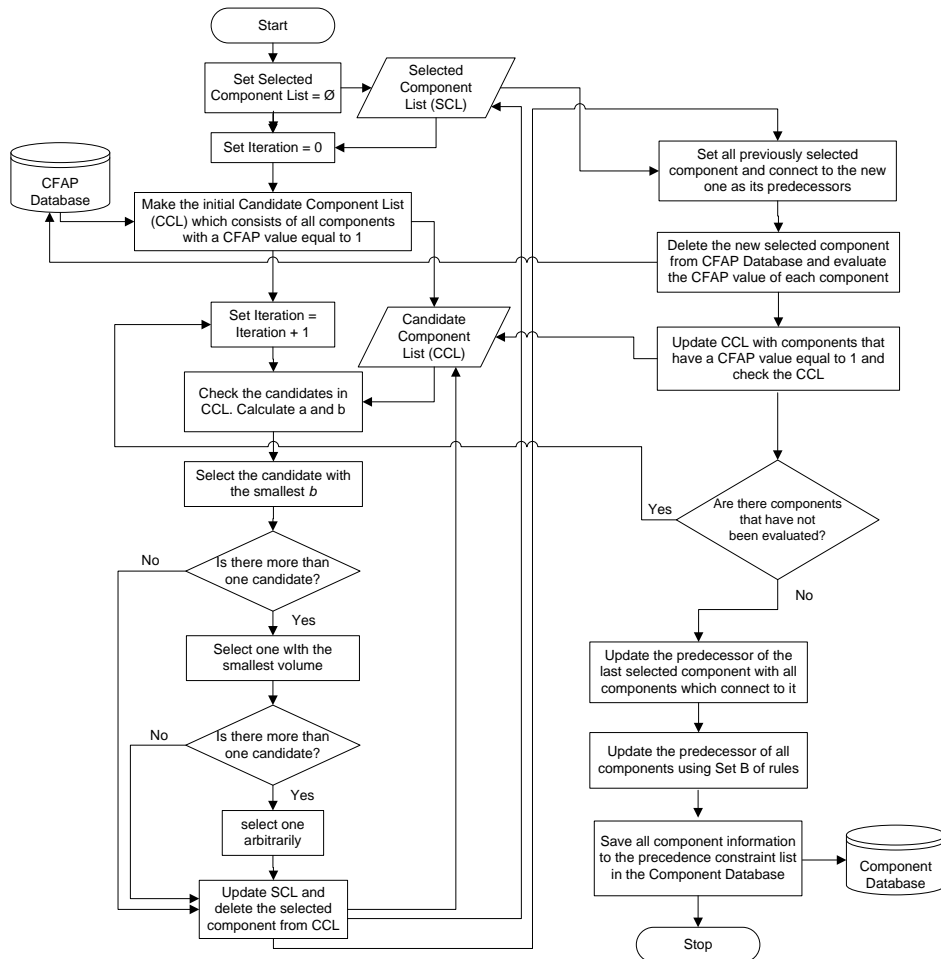 Start
Set Selected
Component List = Ø
Selected
Component
List (SCL)
Set Iteration = 0
CFAP
Database
Make the initial Candidate Component List
(CCL) which consists of all components
with a CFAP value equal to 1
Set Iteration =
Iteration + 1
Candidate
Component
List (CCL)
Check the candidates in
CCL. Calculate a and b
Select the candidate with
the smallest b
No
Is there more than
one candidate?
Yes
Select one wIth the
smallest volume
No
Is there more than
one candidate?
Yes
select one
arbitrarily
Update SCL and
delete the selected
component from CCL
Set all previously selected
component and connect to the new
one as its predecessors
Delete the new selected component
from CFAP Database and evaluate
the CFAP value of each component
Update CCL with components that
have a CFAP value equal to 1 and
check the CCL
Yes
Are there components
that have not
been evaluated?
No
Update the predecessor of the
last selected component with all
components which connect to it
Update the predecessor of all
components using Set B of rules
Save all component information
to the precedence constraint list
in the Component Database
Component
Database
Stop